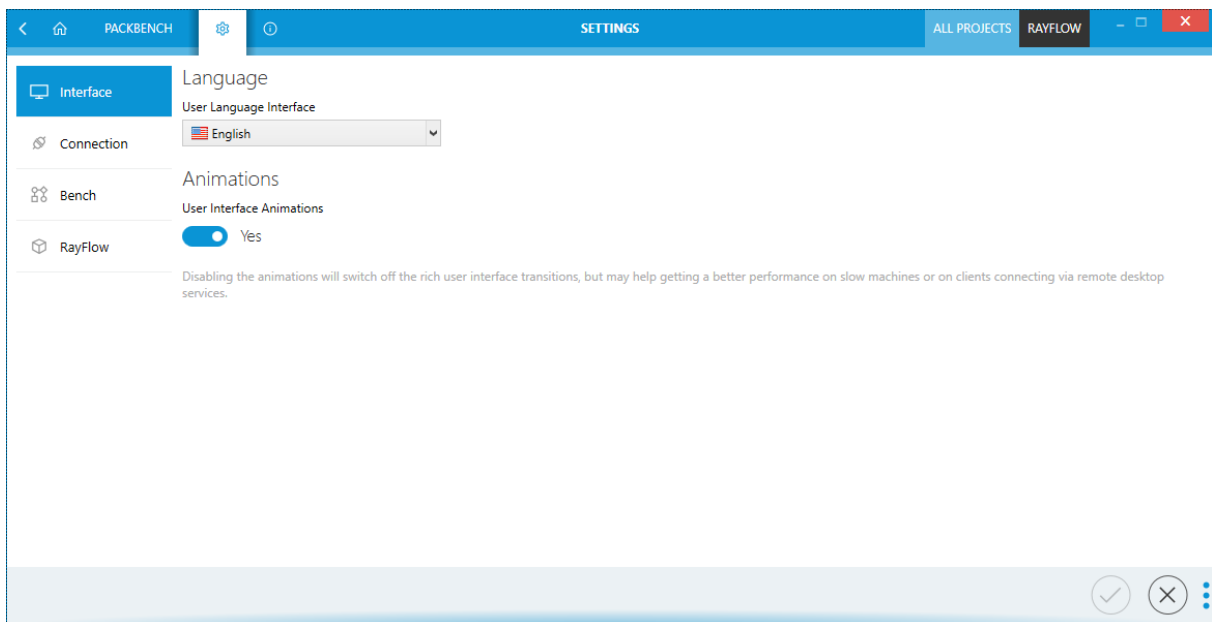 PACKBENCH
SETTINGS
ALL PROJECTS
RAYFLOW
Interface
Connection
Bench
RayFlow
Language
User Language Interface
English
Animations
User Interface Animations
Yes
Disabling the animations will switch off the rich user interface transitions, but may help getting a better performance on slow machines or on clients connecting via remote desktop
services.